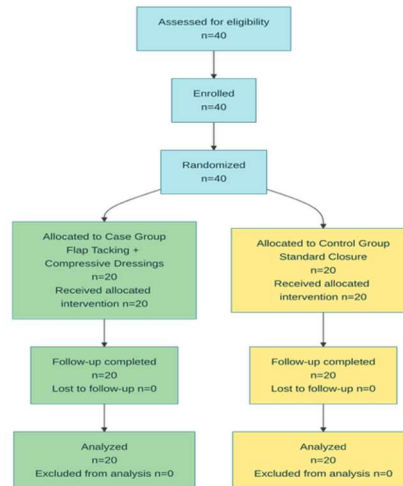 Assessed for eligibility
n=40
Enrolled
n=40
Randomized
n=40
Allocated to Case Group
Flap Tacking +
Compressive Dressings
n=20
Received allocated
intervention n=20
Allocated to Control Group
Standard Closure
n=20
Received allocated
intervention n=20
Follow-up completed
n=20
Lost to follow-up n=0
Follow-up completed
n=20
Lost to follow-up n=0
Analyzed
n=20
Excluded from analysis n=0
Analyzed
n=20
Excluded from analysis n=0